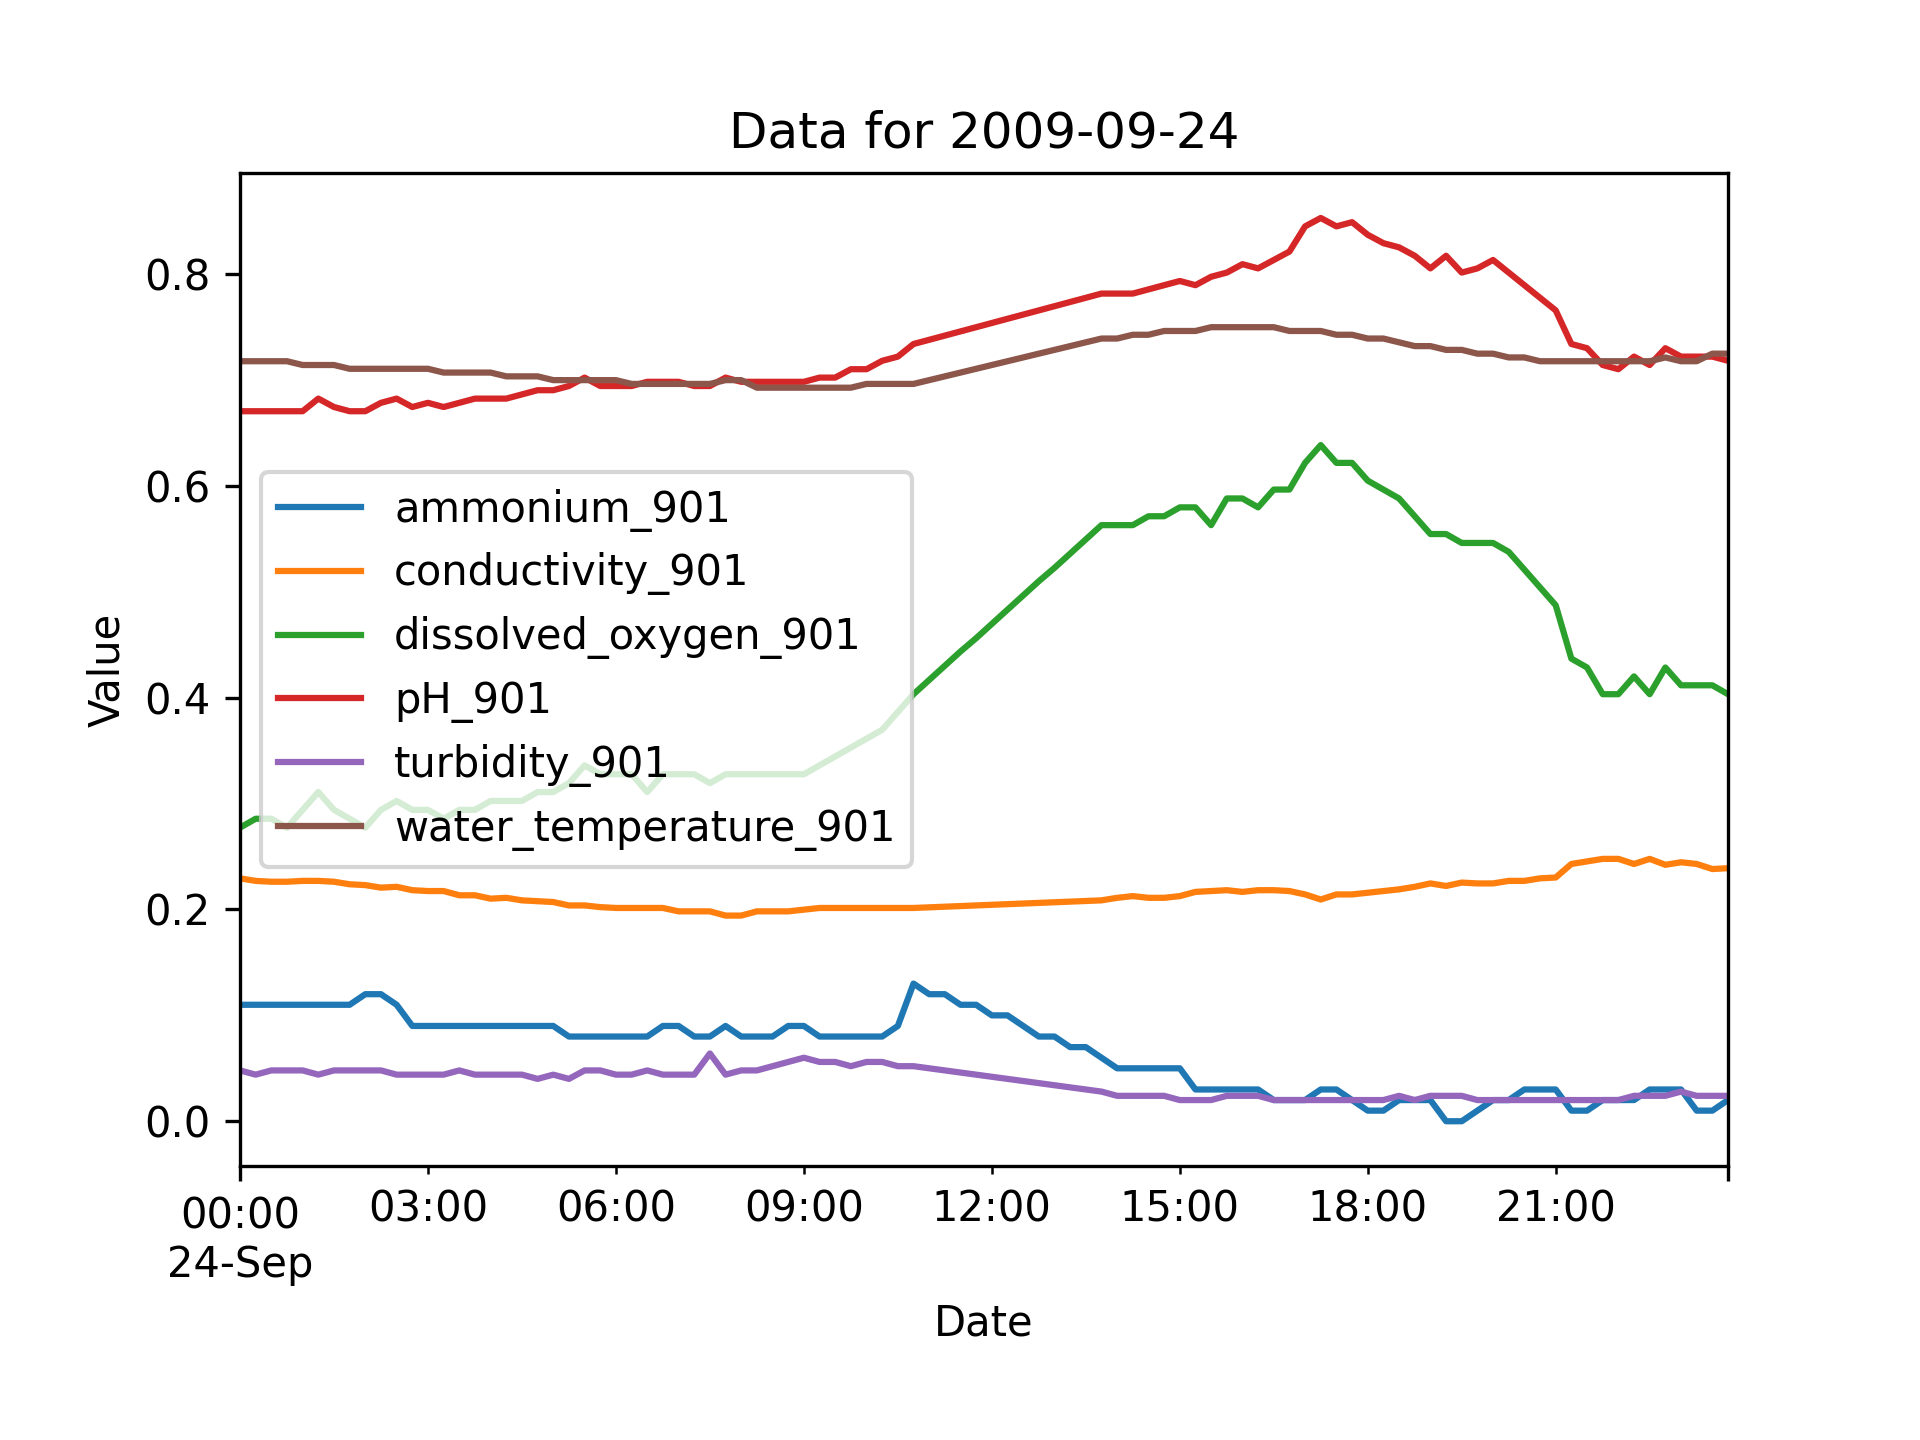 Data for 2009-09-24
Value
0.8
0.6
0.4
0.2
0.0
ammonium_901
conductivity_901
dissolved_oxygen_901
pH_901
turbidity_901
water_temperature_901
00:00 03:00 06:00 09:00 12:00 15:00 18:00 21:00
24-Sep
Date